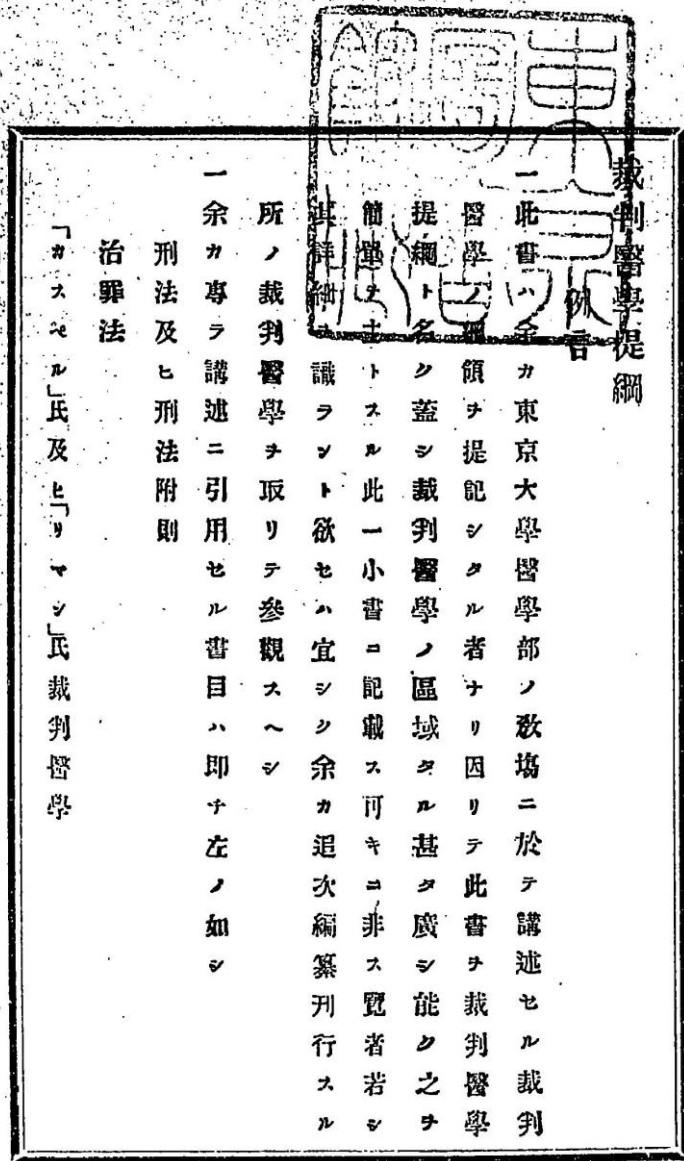 裁判醫學提綱
例言
一此書ハ余カ東京大學醫學部ノ敎塲ニ於テ講述セル裁判
醫學ノ綱領ヲ提記シタル者ナリ因リテ此書ヲ裁判醫學
提綱ト名ク蓋シ裁判醫學ノ區域タル甚タ廣シ能ク之ヲ
簡單ヲ主トスル此一小書ニ記載ス可キニ非ス覽者若シ
其詳細ヲ識ラント欲セハ宜シク余カ追次編纂刊行スル
所ノ裁判醫學ヲ取リテ參觀スヘシ
一余カ專ラ講述ニ引用セル書目ハ即チ左ノ如シ
刑法及ヒ刑法附則
治罪法
「カスペル」氏及ヒ「リマン」氏裁判醫學